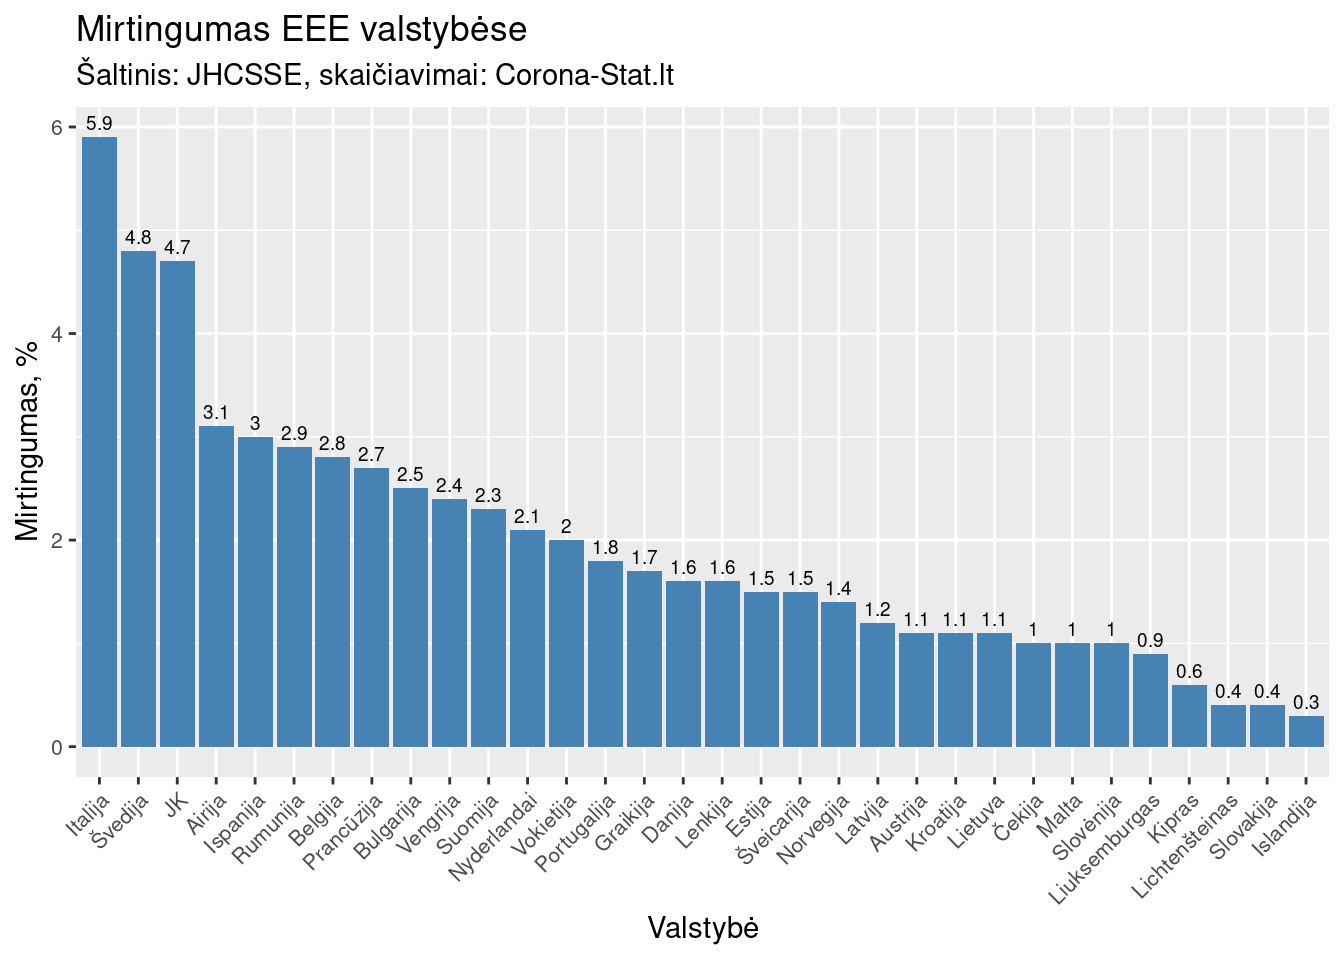 Mirtingumas EEE valstybėse
Šaltinis: JHCSSE, skaičiavimai: Corona-Stat.lt
Mirtingumas, %
6
4
2
0
5.9
4.8
4.7
3.1
3
2.9
2.8
2.7
2.5
2.4
2.3
2.1
2
1.8
1.7
1.6
1.6
1.5
1.5
1.4
1.2
1.1
1.1
1.1
1
1
1
0.9
0.6
0.4
0.4
0.3
Italija
Švedija
JK
Airija
Ispanija
Rumunija
Belgija
Prancūzija
Bulgarija
Vengrija
Suomija
Nyderlandai
Vokietija
Portugalija
Graikija
Danija
Lenkija
Estija
Šveicarija
Norvegija
Latvija
Austrija
Kroatija
Lietuva
Čekija
Malta
Slovėnija
Liuksemburgas
Kipras
Lichtenšteinas
Slovakija
Islandija
Valstybė